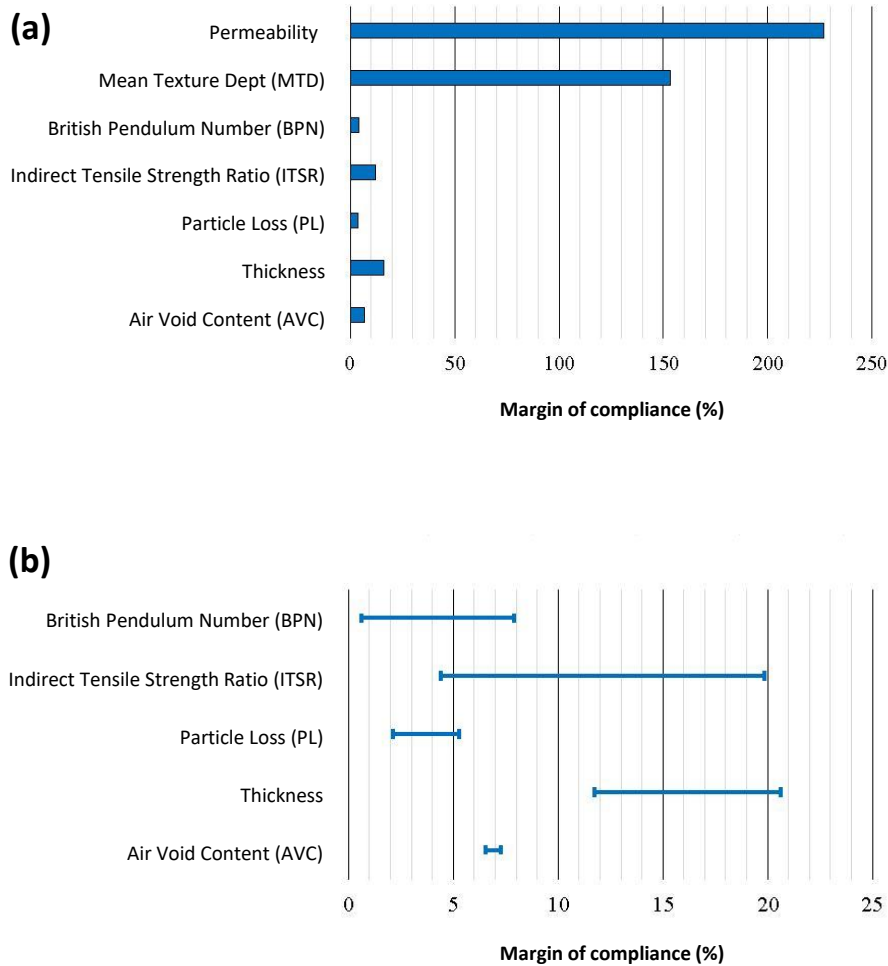 (a)
Permeability
Mean Texture Dept (MTD)
British Pendulum Number (BPN)
Indirect Tensile Strength Ratio (ITSR)
Particle Loss (PL)
Thickness
Air Void Content (AVC)
0 50 100 150 200 250
Margin of compliance (%)
(b)
British Pendulum Number (BPN)
Indirect Tensile Strength Ratio (ITSR)
Particle Loss (PL)
Thickness
Air Void Content (AVC)
0 5 10 15 20 25
Margin of compliance (%)